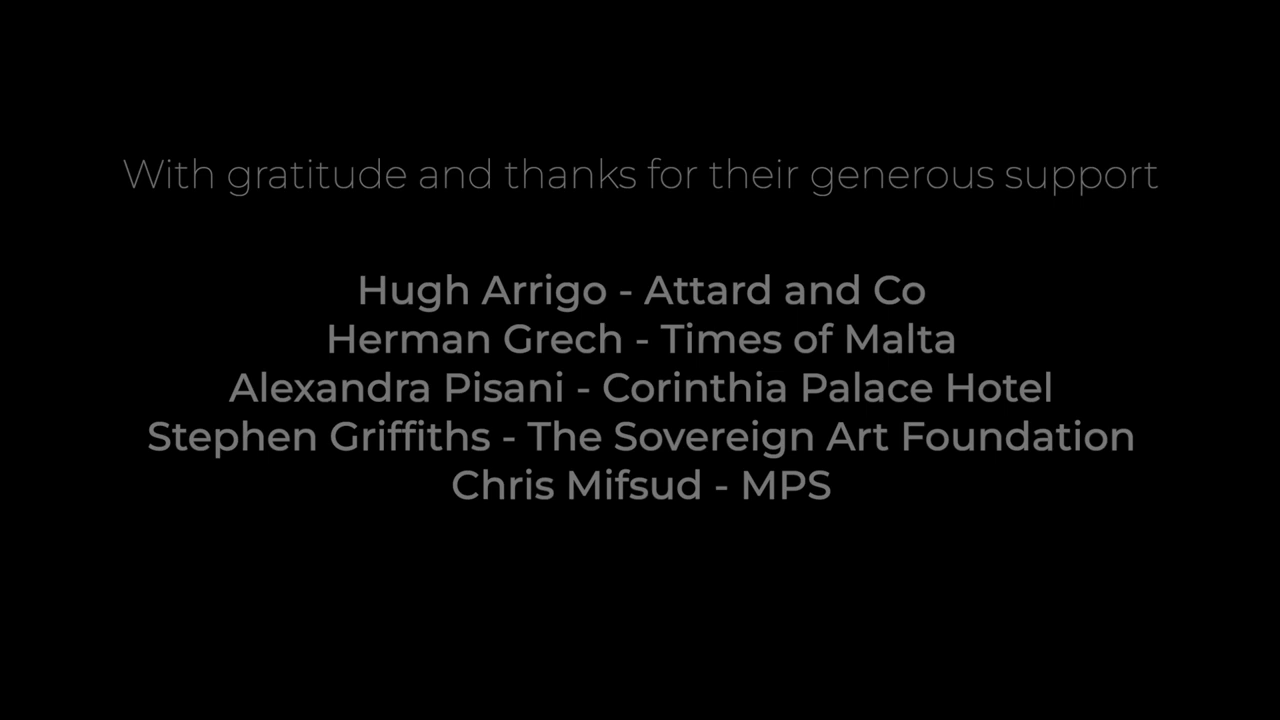 With gratitude and thanks for their generous support
Hugh Arrigo - Attard and Co
Herman Grech - Times of Malta
Alexandra Pisani - Corinthia Palace Hotel
Stephen Griffiths - The Sovereign Art Foundation
Chris Mifsud - MPS